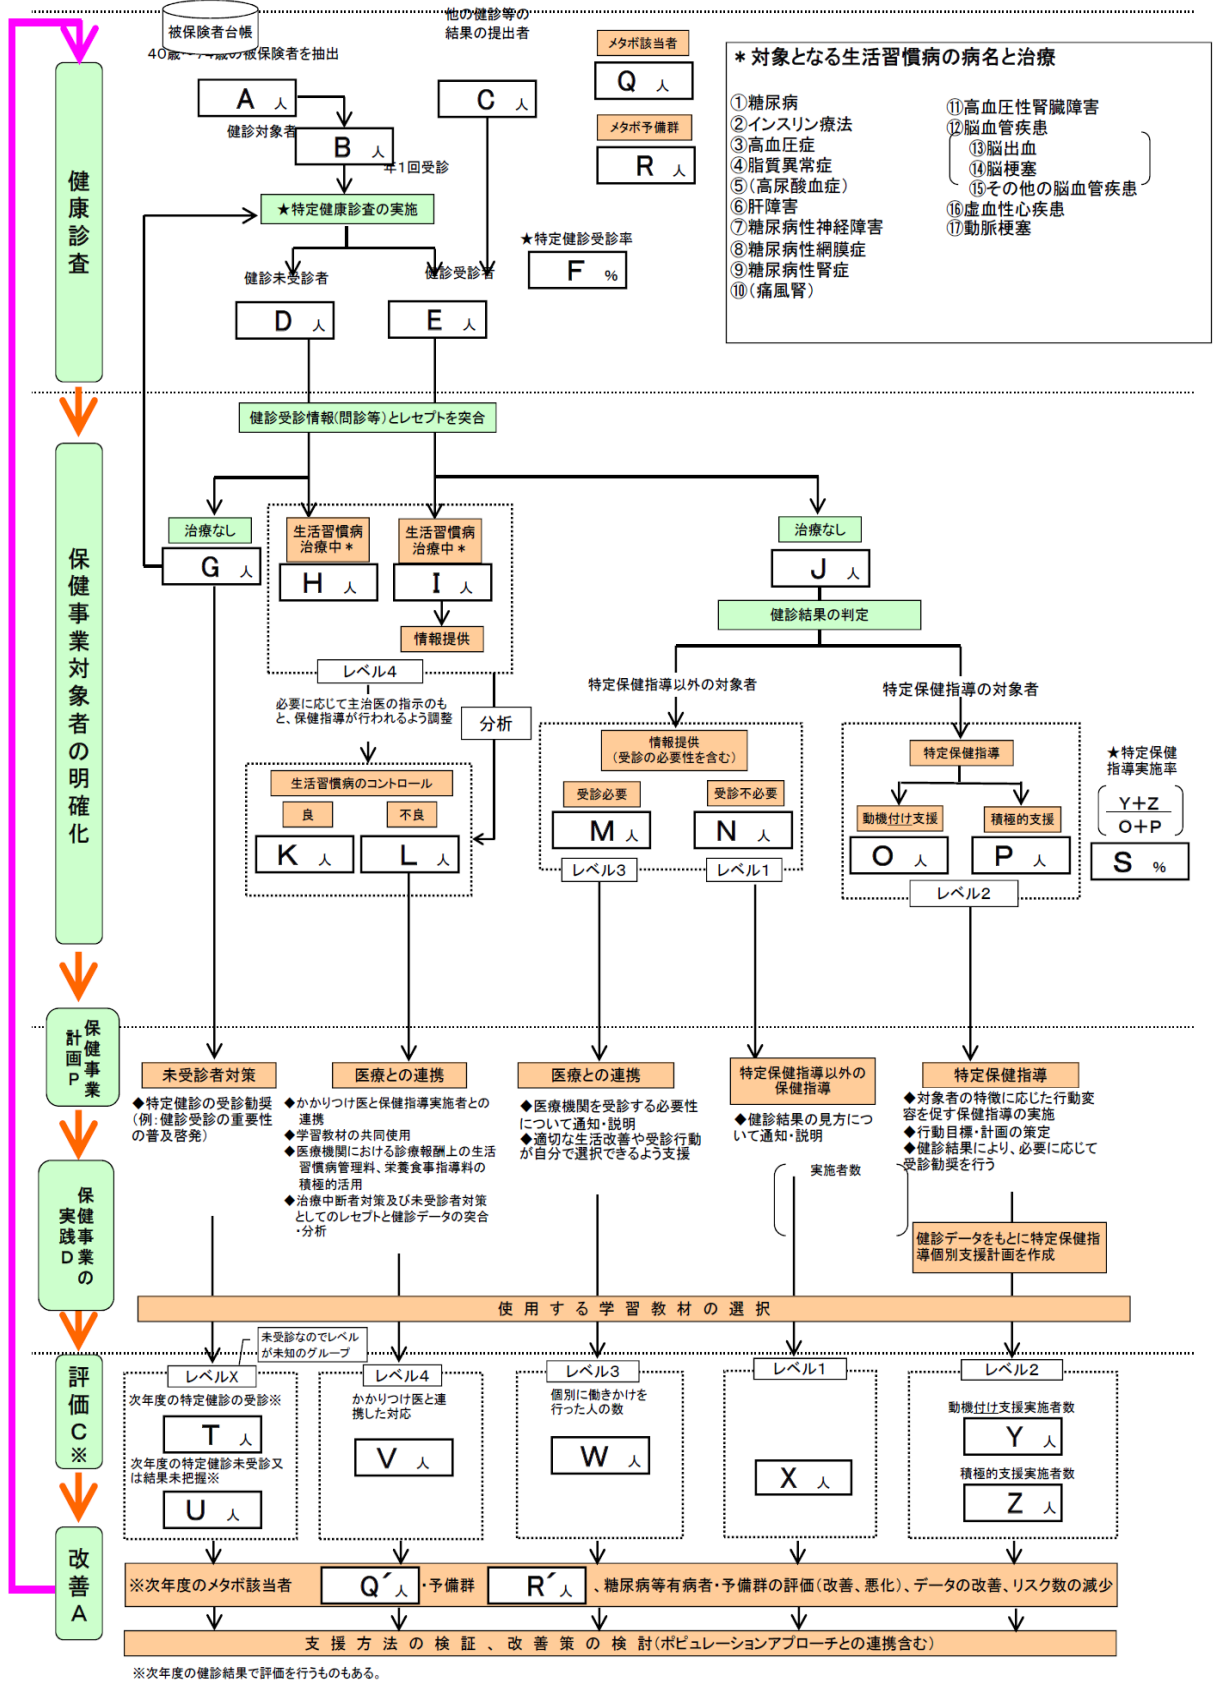 被保険者台帳
40歳～74歳の被保険者を抽出
他の健診等の
結果の提出者
A 人
健診対象者
B 人
年1回受診
C 人
★特定健康診査の実施
健診未受診者
健診受診者
D 人
E 人
★特定健診受診率
F %
メタボ該当者
Q 人
メタボ予備群
R 人
*対象となる生活習慣病の病名と治療
①糖尿病
②インスリン療法
③高血圧症
④脂質異常症
⑤(高尿酸血症)
⑥肝障害
⑦糖尿病性神経障害
⑧糖尿病性網膜症
⑨糖尿病性腎症
⑩(痛風腎)
⑪高血圧性腎臓障害
⑫脳血管疾患
⑬脳出血
⑭脳梗塞
⑮その他の脳血管疾患
⑯虚血性心疾患
⑰動脈梗塞
健康診査
健診受診情報(問診等)とレセプトを突合
保健事業対象者の明確化
治療なし
G 人
生活習慣病
治療中*
H 人
生活習慣病
治療中*
I 人
情報提供
レベル4
治療なし
J 人
健診結果の判定
必要に応じて主治医の指示のも
と、保健指導が行われるよう調整
分析
生活習慣病のコントロール
良
不良
K 人
L 人
特定保健指導以外の対象者
情報提供
(受診の必要性を含む)
受診必要
受診不必要
M 人
N 人
レベル3
レベル1
特定保健指導の対象者
特定保健指導
動機付け支援
積極的支援
O 人
P 人
レベル2
★特定保健
指導実施率
Y+Z
O+P
S %
保健事業
計画P
未受診者対策
◆特定健診の受診勧奨
(例:健診受診の重要性
の普及啓発)
医療との連携
◆かかりつけ医と保健指導実施者との
連携
◆学習教材の共同使用
◆医療機関における診療報酬上の生活
習慣病管理料、栄養食事指導料の
積極的活用
◆治療中断者対策及び未受診者対策
としてのレセプトと健診データの突合
・分析
医療との連携
◆医療機関を受診する必要性
について通知・説明
◆適切な生活改善や受診行動
が自分で選択できるよう支援
特定保健指導以外の
保健指導
◆健診結果の見方につ
いて通知・説明
実施者数
特定保健指導
◆対象者の特徴に応じた行動変
容を促す保健指導の実施
◆行動目標・計画の策定
◆健診結果により、必要に応じて
受診勧奨を行う
健診データをもとに特定保健指
導個別支援計画を作成
保健事業の
実践D
使用する学習教材の選択
未受診なのでレベル
が未知のグループ
評価C※
レベルX
次年度の特定健診の受診※
T 人
次年度の特定健診未受診又
は結果未把握※
U 人
レベル4
かかりつけ医と連
携した対応
V 人
レベル3
個別に働きかけを
行った人の数
W 人
レベル1
X 人
レベル2
動機付け支援実施者数
Y 人
積極的支援実施者数
Z 人
改善A
※次年度のメタボ該当者 Q´人 ・予備群 R´人 、糖尿病等有病者・予備群の評価(改善、悪化)、データの改善、リスク数の減少
支援方法の検証、改善策の検討(ポピュレーションアプローチとの連携含む)
※次年度の健診結果で評価を行うものもある。